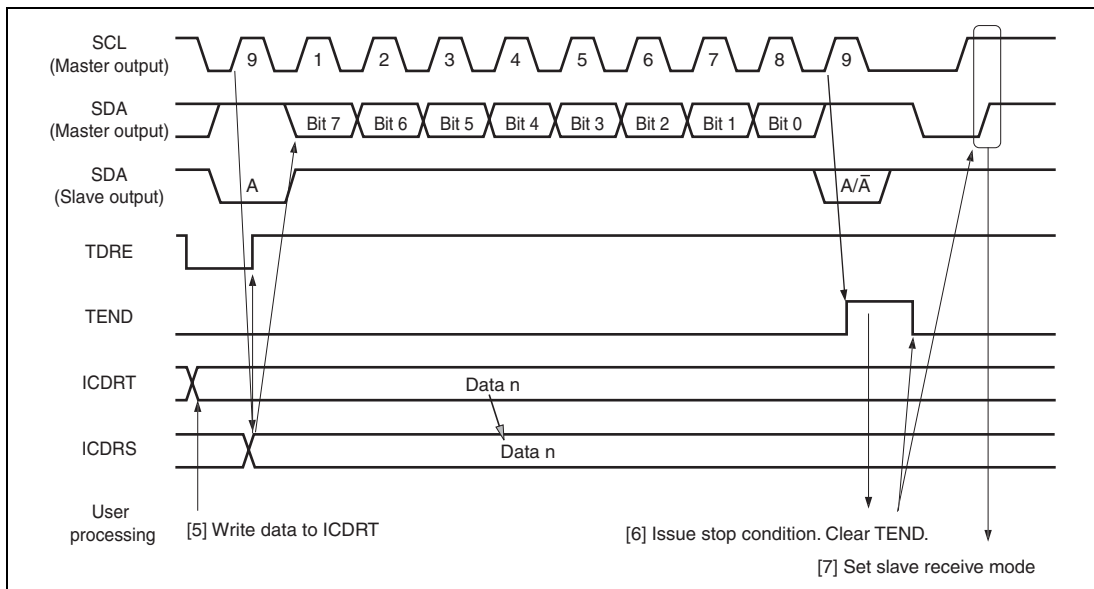 SCL
(Master output)
9 1 2 3 4 5 6 7 8 9
SDA
(Master output)
Bit 7 Bit 6 Bit 5 Bit 4 Bit 3 Bit 2 Bit 1 Bit 0
SDA
(Slave output)
A A/A̅
TDRE
TEND
ICDRT
Data n
ICDRS
Data n
User
processing
[5] Write data to ICDRT
[6] Issue stop condition. Clear TEND.
[7] Set slave receive mode